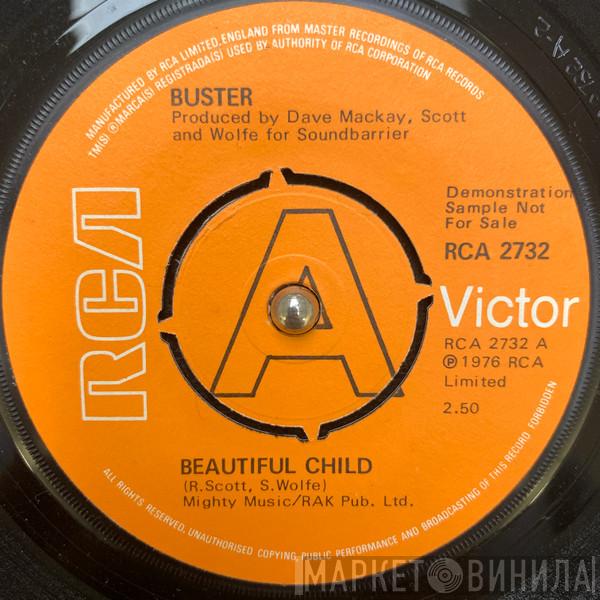 MANUFACTURED BY RCA LIMITED, ENGLAND FROM MASTER RECORDINGS OF RCA RECORDS
TM(S) ® MARCA(S) REGISTRADA(S) USED BY AUTHORITY OF RCA CORPORATION
BUSTER
Produced by Dave Mackay, Scott
and Wolfe for Soundbarrier
RCA
A
Demonstration
Sample Not
For Sale
RCA 2732
Victor
RCA 2732 A
℗ 1976 RCA
Limited
2.50
BEAUTIFUL CHILD
(R.Scott, S.Wolfe)
Mighty Music/RAK Pub. Ltd.
ALL RIGHTS RESERVED. UNAUTHORISED COPYING, PUBLIC PERFORMANCE AND BROADCASTING OF THIS RECORD FORBIDDEN
МАРКЕТ ВИНИЛА